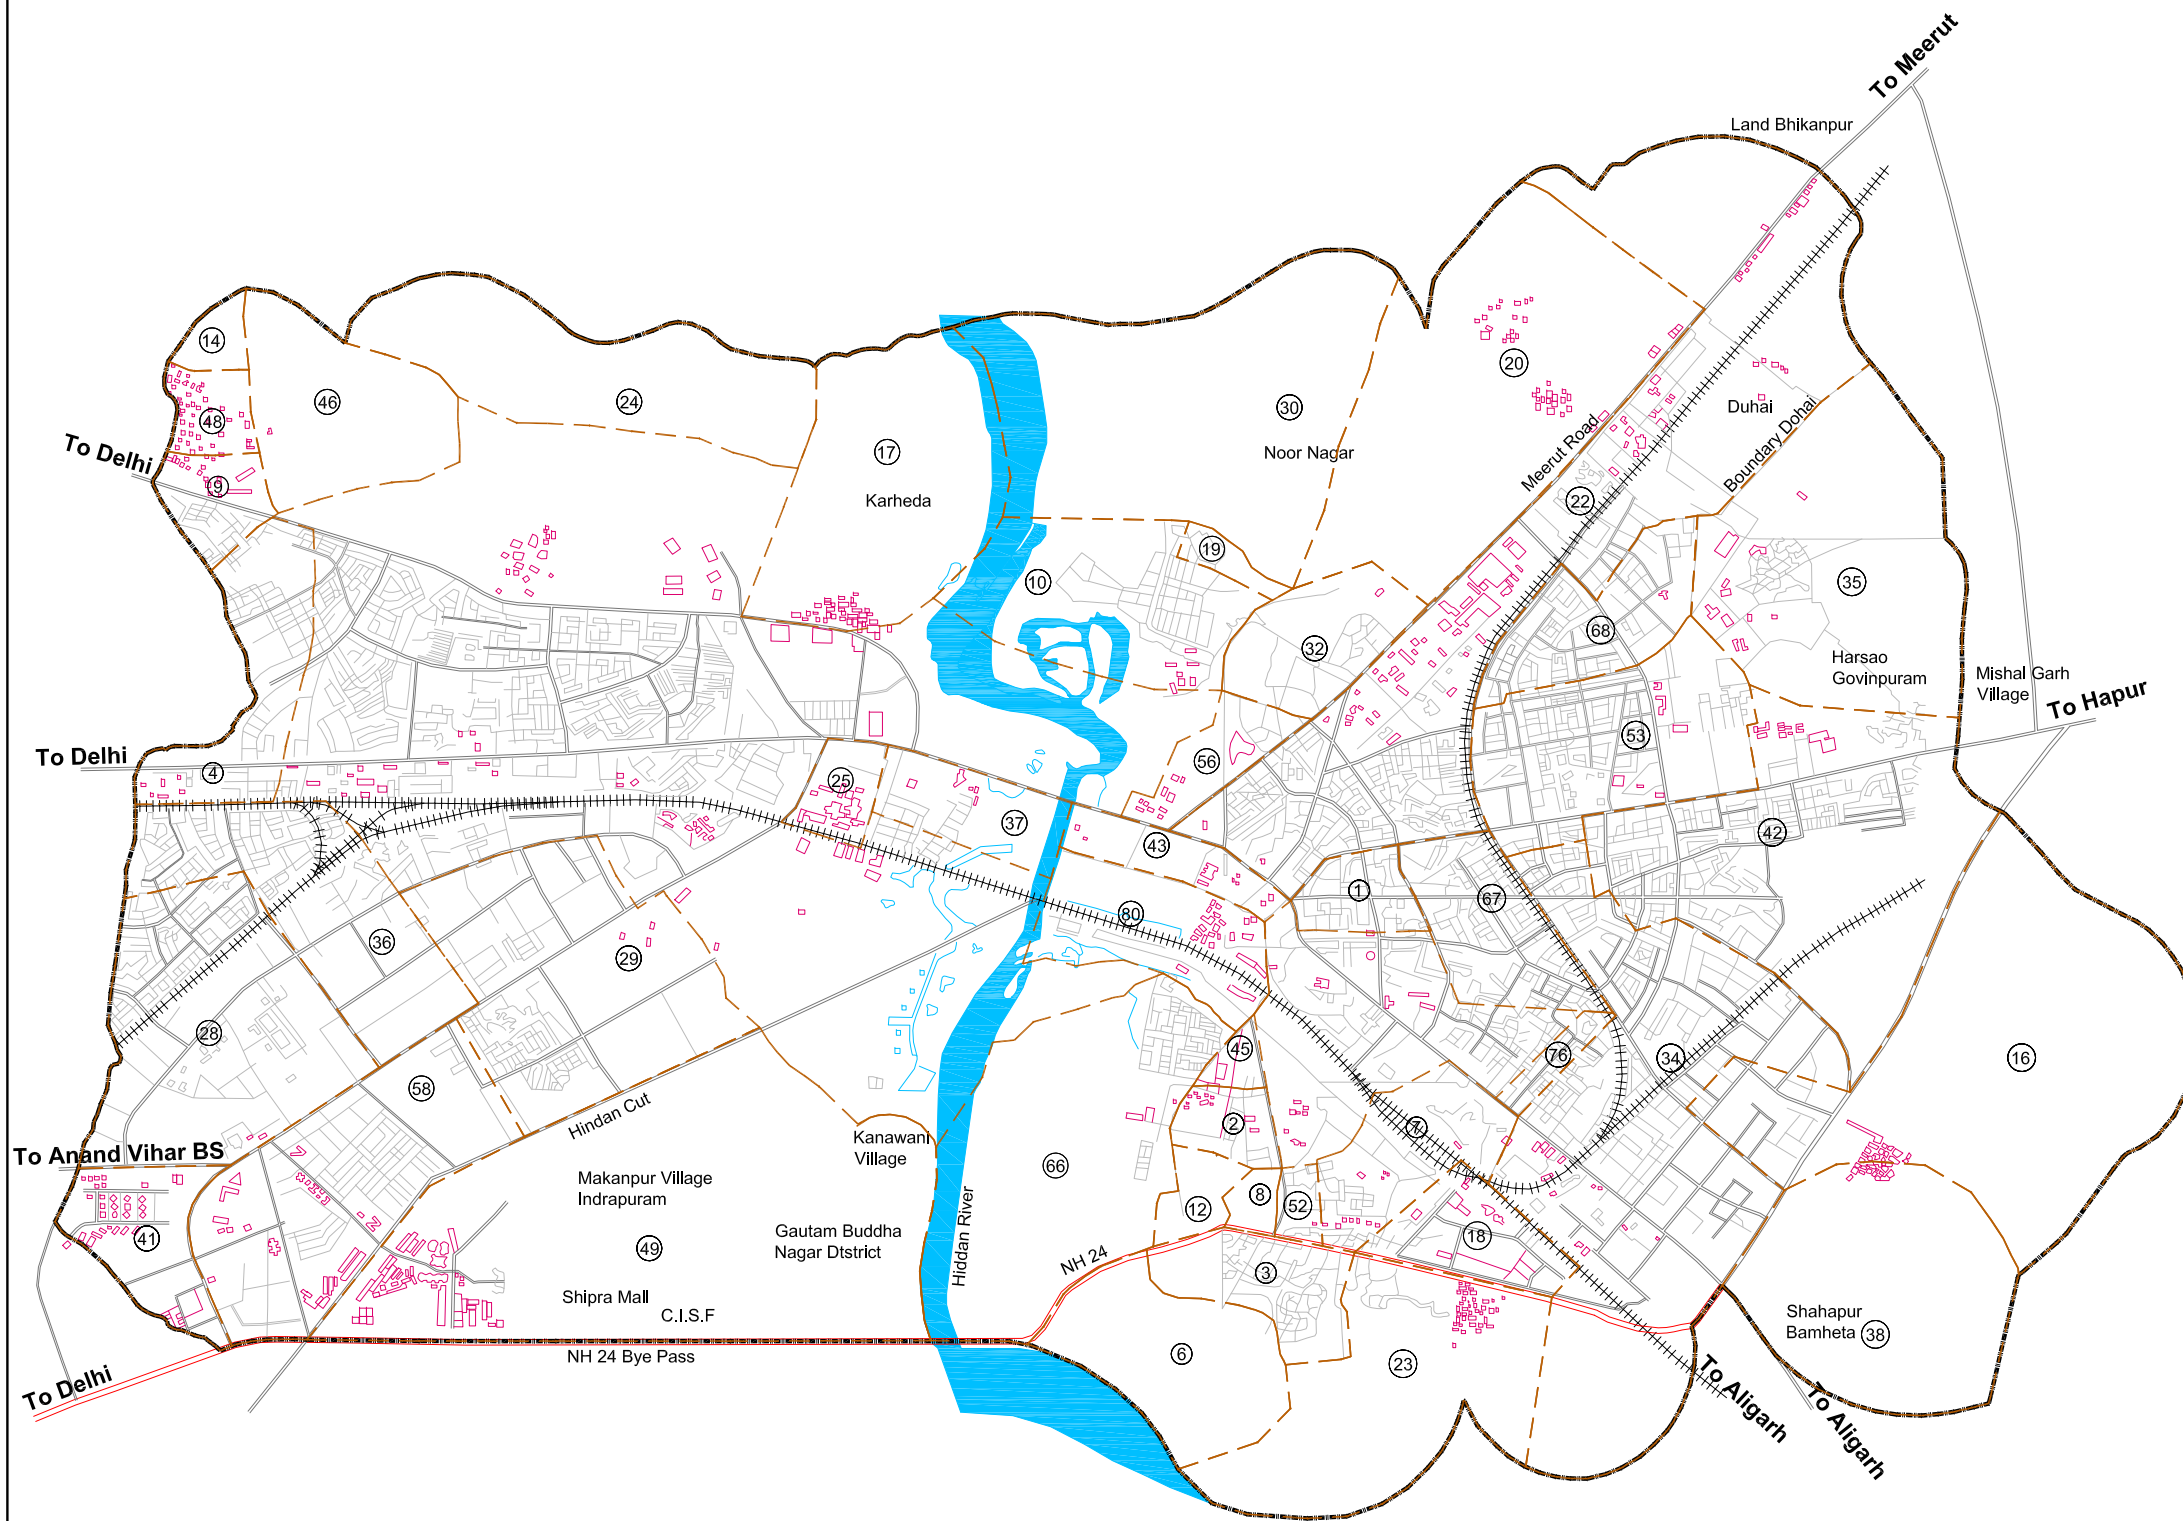 To Meerut
Land Bhikanpur
14
46
24
20
48
30
Duhai
Boundary Dohai
To Delhi
17
Noor Nagar
Meerut Road
9
Karheda
22
19
10
35
68
32
Harsao
Govinpuram
Mishal Garh
Village
To Hapur
53
To Delhi
4
56
25
37
42
43
1
67
80
36
29
28
45
76
34
16
58
Hindan Cut
2
7
To Anand Vihar BS
Kanawani
Village
66
Makanpur Village
Indrapuram
8
12
52
41
Gautam Buddha
Nagar Dtstrict
Hiddan River
18
49
NH 24
3
Shipra Mall
C.I.S.F
Shahapur
Bamheta
38
NH 24 Bye Pass
6
23
To Delhi
To Aligarh
To Aligarh